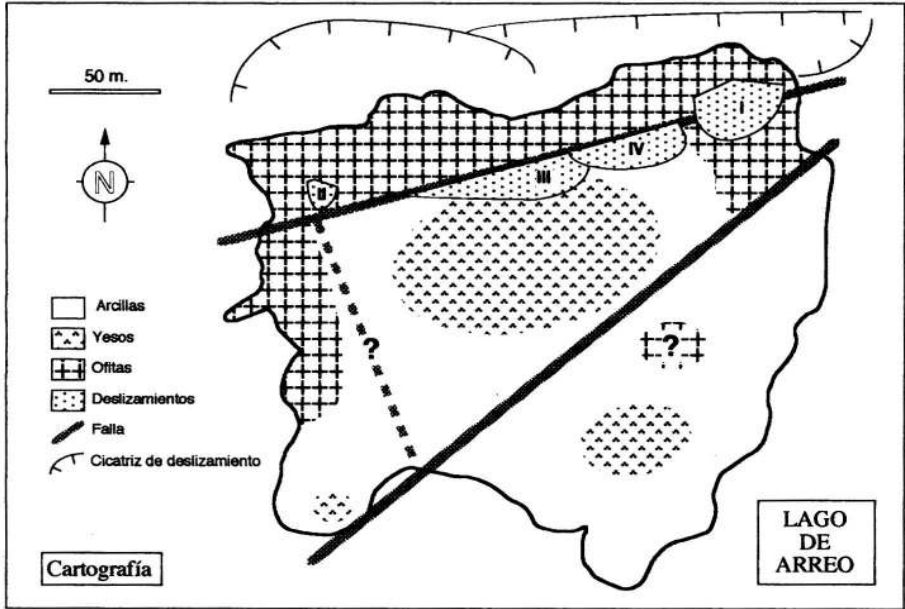 50 m.
N
I
IV
III
II
?
?
Arcillas
Yesos
Ofitas
Deslizamientos
Falla
Cicatriz de deslizamiento
Cartografía
LAGO
DE
ARREO